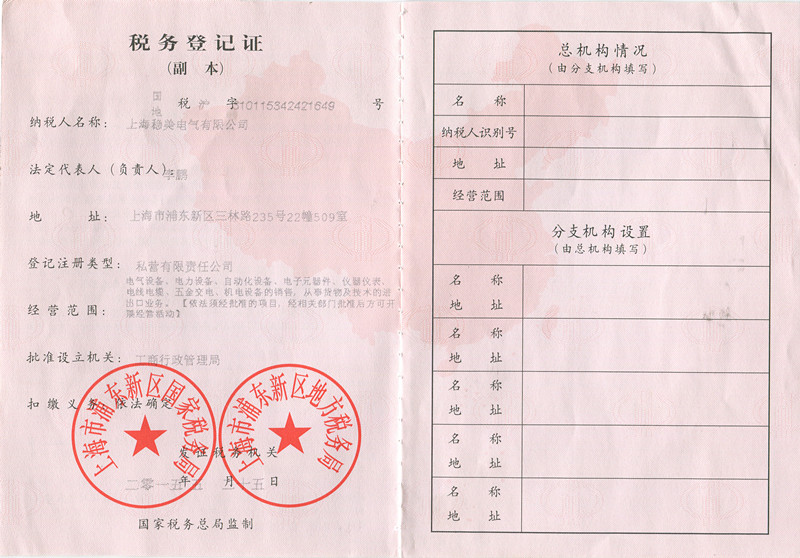 税务登记证
(副 本)
国
地 税 沪 字 310115342421649 号
纳税人名称： 上海稳美电气有限公司
法定代表人(负责人)： 李鹏
地 址： 上海市浦东新区三林路235号22幢509室
登记注册类型： 私营有限责任公司
电气设备、电力设备、自动化设备、电子元器件、仪器仪表、
电线电缆、五金交电、机电设备的销售，从事货物及技术的进
经营范围： 出口业务。【依法须经批准的项目，经相关部门批准后方可开
展经营活动】
批准设立机关： 工商行政管理局
扣缴义务： 依法确定
上海市浦东新区国家税务局
上海市浦东新区地方税务局
发证税务机关
二零一五 年 五 月 二十五 日
国家税务总局监制
总机构情况
(由分支机构填写)
名 称
纳税人识别号
地 址
经营范围
分支机构设置
(由总机构填写)
名 称
地 址
名 称
地 址
名 称
地 址
名 称
地 址
名 称
地 址